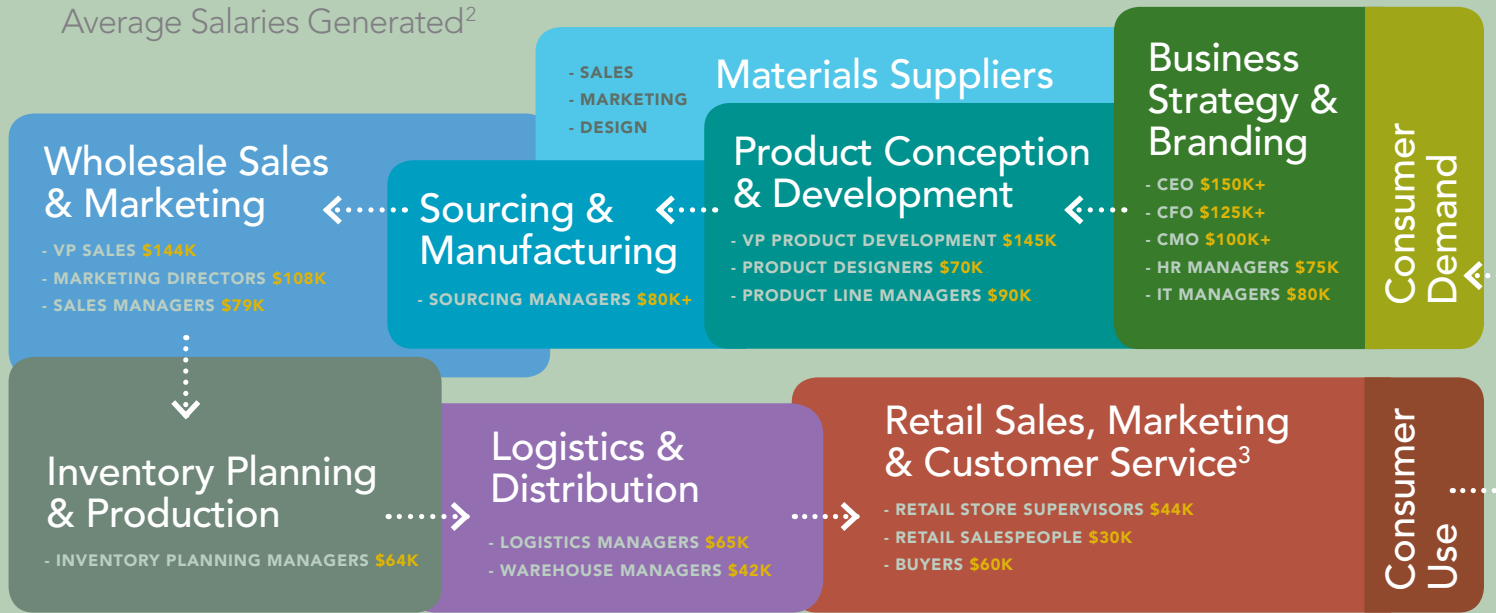 Average Salaries Generated²
- SALES
- MARKETING
- DESIGN
Materials Suppliers
Business
Strategy &
Branding
- CEO $150K+
- CFO $125K+
- CMO $100K+
- HR MANAGERS $75K
- IT MANAGERS $80K
Consumer
Demand
Product Conception
& Development
- VP PRODUCT DEVELOPMENT $145K
- PRODUCT DESIGNERS $70K
- PRODUCT LINE MANAGERS $90K
Sourcing &
Manufacturing
- SOURCING MANAGERS $80K+
Wholesale Sales
& Marketing
- VP SALES $144K
- MARKETING DIRECTORS $108K
- SALES MANAGERS $79K
Inventory Planning
& Production
- INVENTORY PLANNING MANAGERS $64K
Logistics &
Distribution
- LOGISTICS MANAGERS $65K
- WAREHOUSE MANAGERS $42K
Retail Sales, Marketing
& Customer Service³
- RETAIL STORE SUPERVISORS $44K
- RETAIL SALESPEOPLE $30K
- BUYERS $60K
Consumer
Use